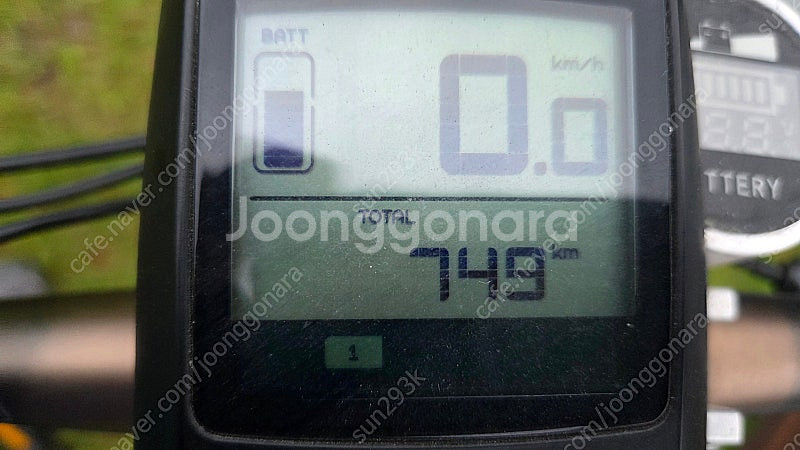 BATT
km/h
0.0
Joonggonara
TOTAL
749 km
1
TTERY
cafe.naver.com/joonggonara
sun293k